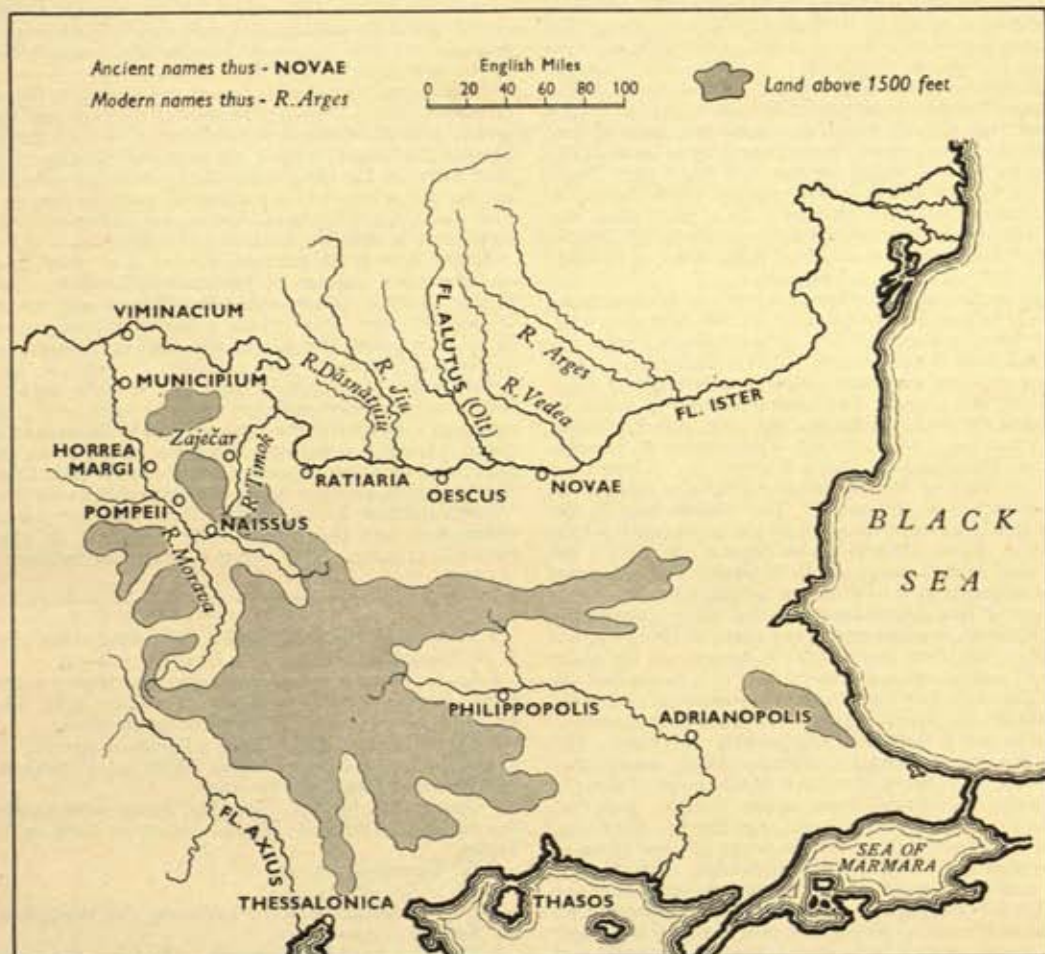 Ancient names thus - NOVAE
Modern names thus - R. Arges
English Miles
0 20 40 60 80 100
Land above 1500 feet
VIMINACIUM
MUNICIPIUM
Zaječar
HORREA
MARGI
POMPEII
NAISSUS
R. Timok
R. Morava
RATIARIA
R. Dăsnățuiu
R. Jiu
OESCUS
FL. ALUTUS (Olt)
R. Vedea
R. Arges
NOVAE
FL. ISTER
BLACK
SEA
PHILIPPOPOLIS
ADRIANOPOLIS
FL. AXIUS
THESSALONICA
THASOS
SEA OF
MARMARA